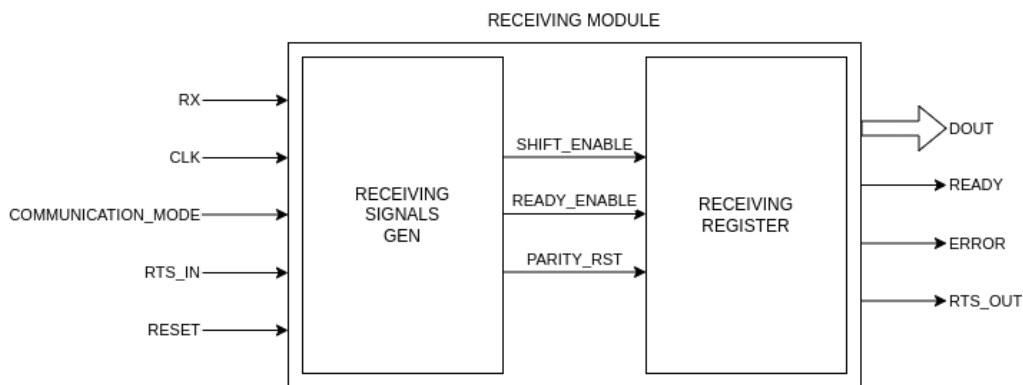 RECEIVING MODULE
RX
CLK
COMMUNICATION_MODE
RTS_IN
RESET
RECEIVING
SIGNALS
GEN
SHIFT_ENABLE
READY_ENABLE
PARITY_RST
RECEIVING
REGISTER
DOUT
READY
ERROR
RTS_OUT